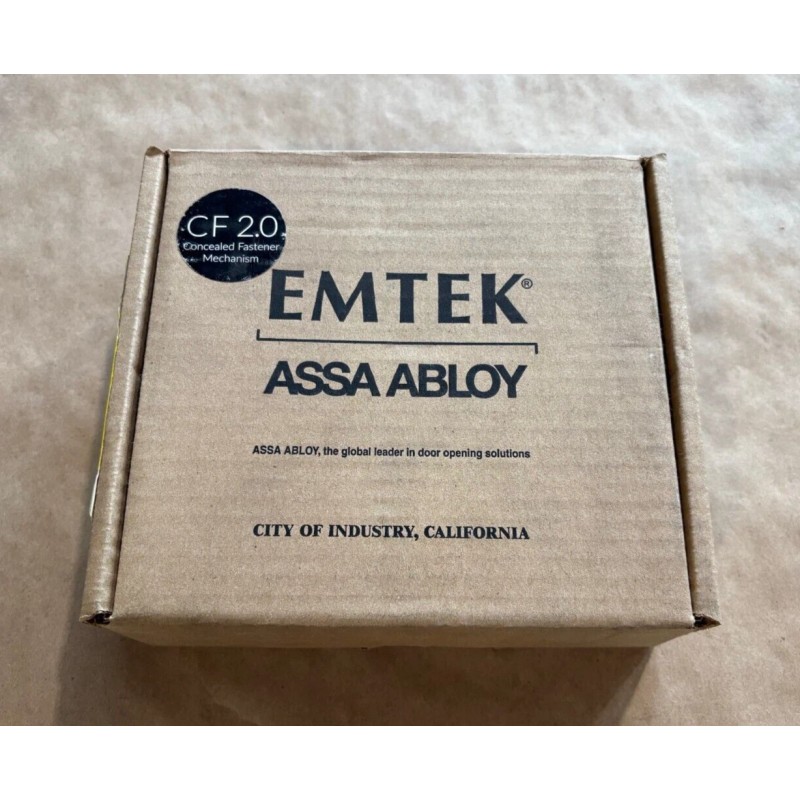 CF 2.0
Concealed Fastener
Mechanism
EMTEK®
ASSA ABLOY
ASSA ABLOY, the global leader in door opening solutions
CITY OF INDUSTRY, CALIFORNIA